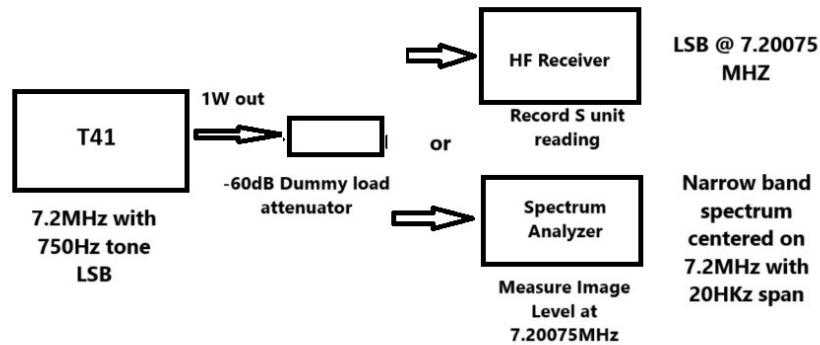 T41
7.2MHz with
750Hz tone
LSB
1W out
-60dB Dummy load
attenuator
or
HF Receiver
Record S unit
reading
LSB @ 7.20075
MHZ
Spectrum
Analyzer
Measure Image
Level at
7.20075MHz
Narrow band
spectrum
centered on
7.2MHz with
20HKz span